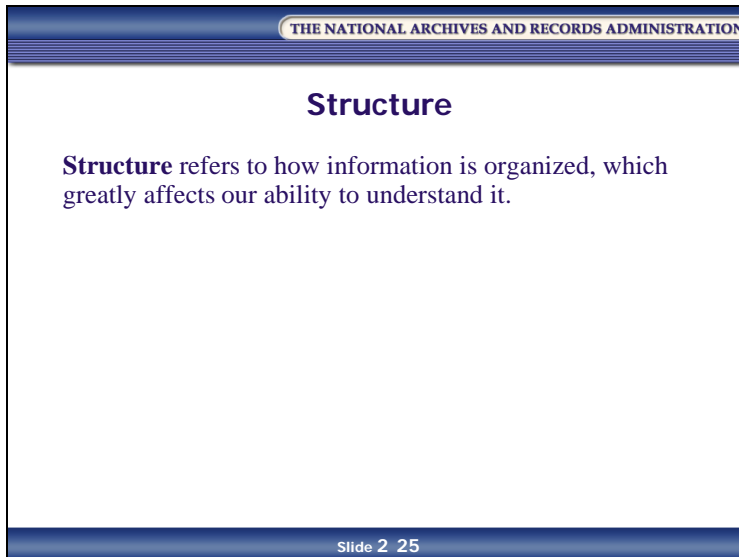 THE NATIONAL ARCHIVES AND RECORDS ADMINISTRATION
Structure
Structure refers to how information is organized, which
greatly affects our ability to understand it.
Slide 2 25